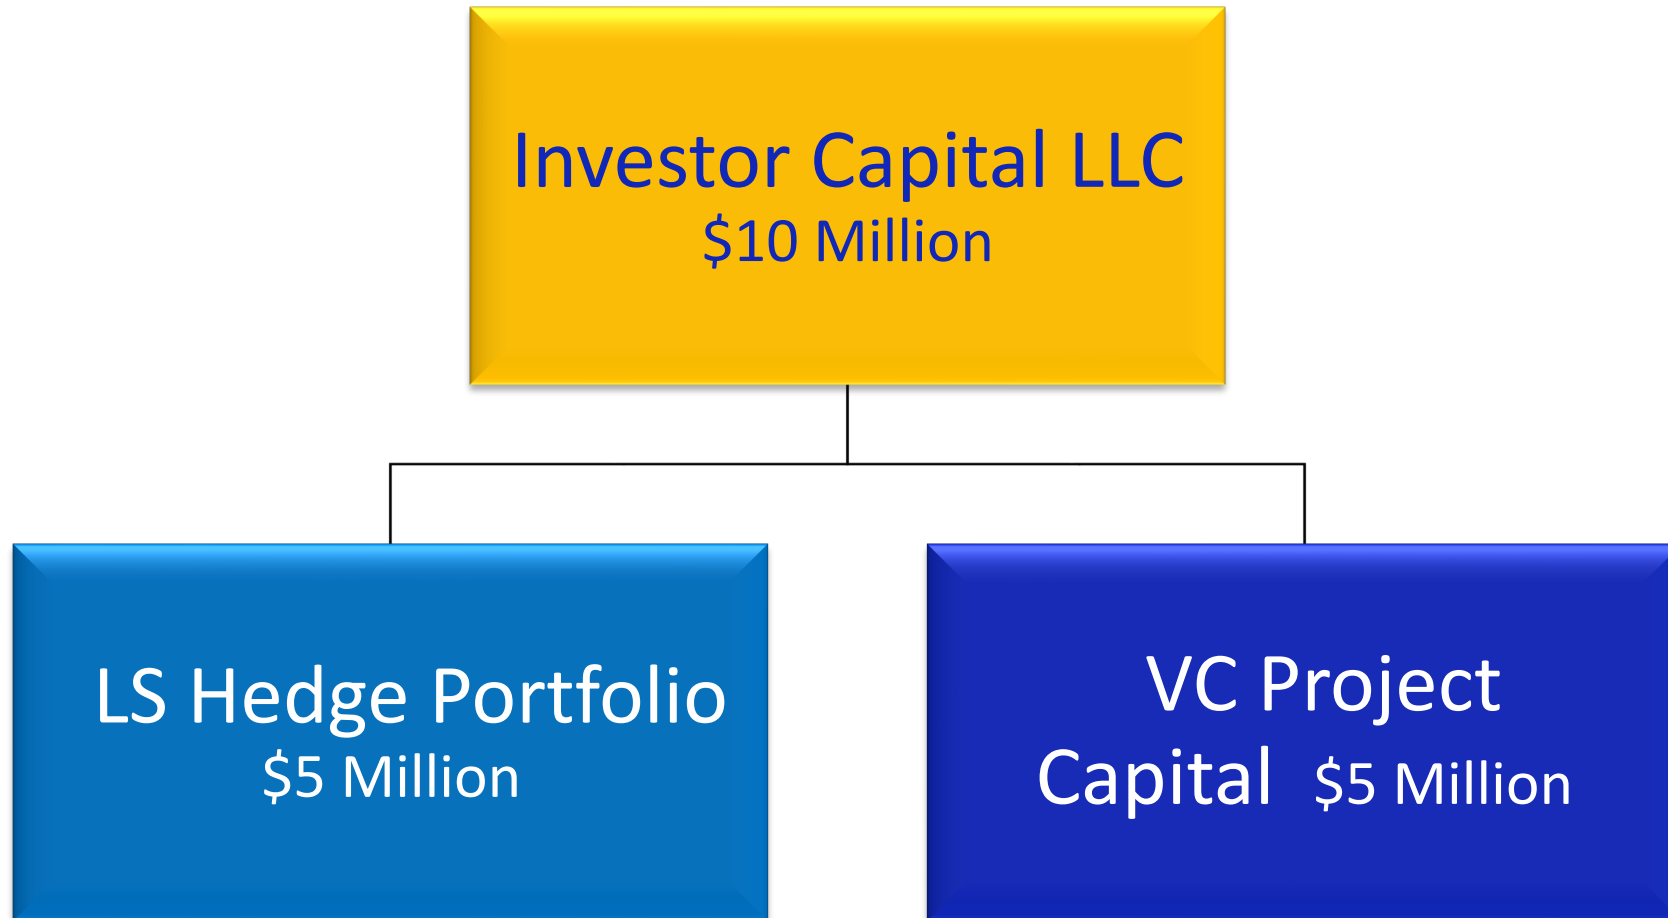 Investor Capital LLC
$10 Million
LS Hedge Portfolio
$5 Million
VC Project
Capital $5 Million